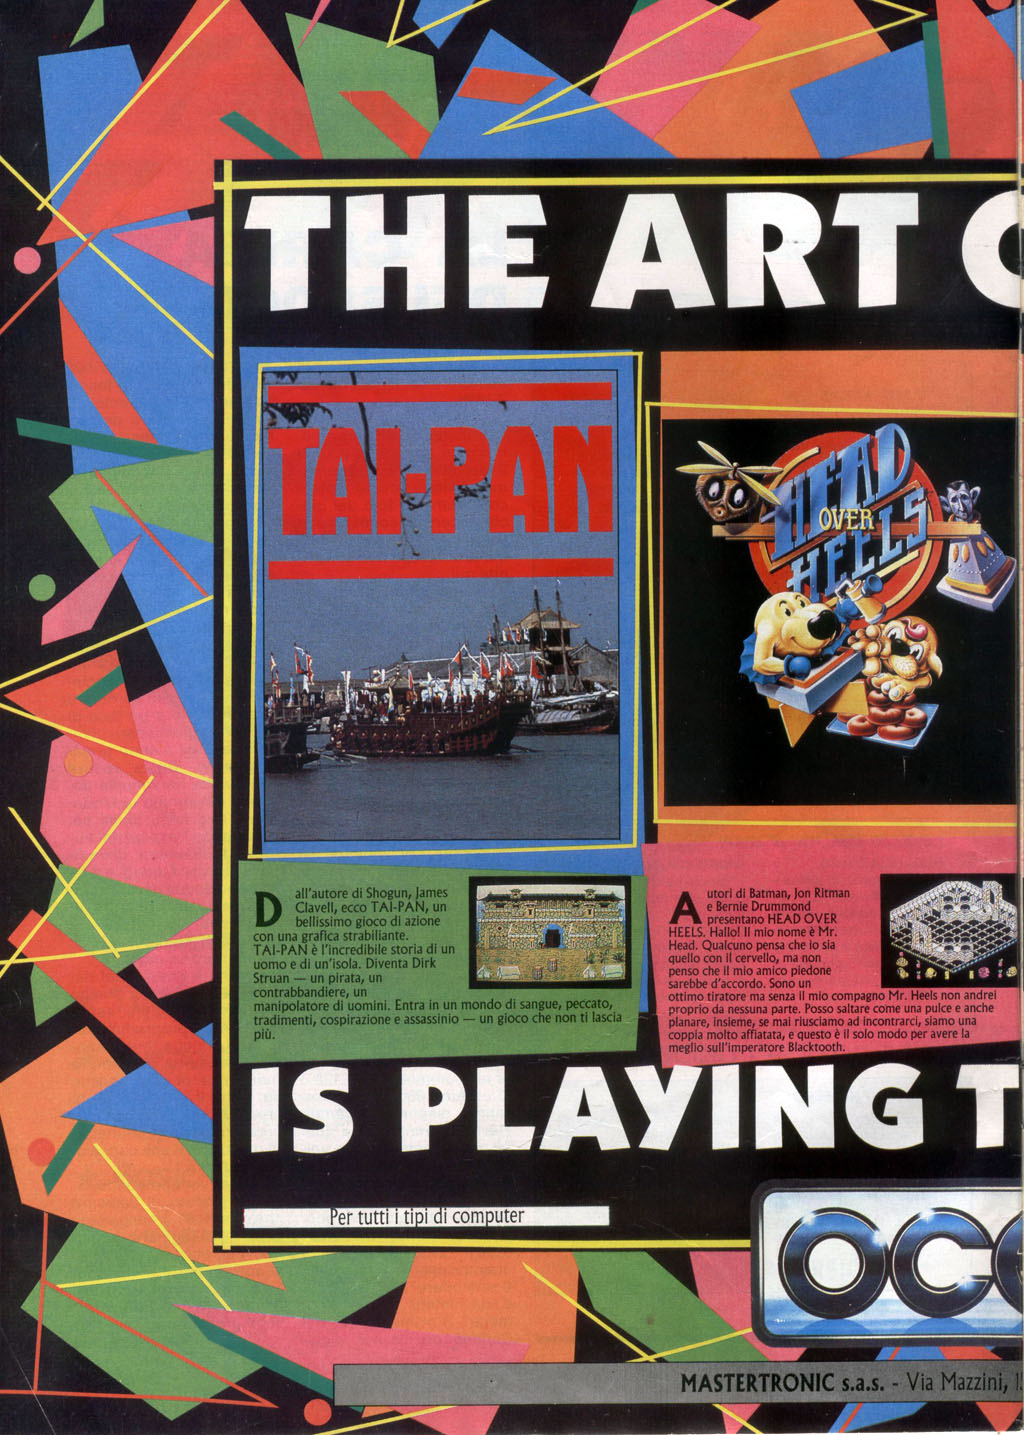 THE ART
TAI-PAN
HEAD
OVER
HEELS
Dall'autore di Shogun, James
Clavell, ecco TAI-PAN, un
bellissimo gioco di azione
con una grafica strabiliante.
TAI-PAN è l'incredibile storia di un
uomo e di un'isola. Diventa Dirk
Struan — un pirata, un
contrabbandiere, un
manipolatore di uomini. Entra in un mondo di sangue, peccato,
tradimenti, cospirazione e assassinio — un gioco che non ti lascia
più.
Autori di Batman, Jon Ritman
e Bernie Drummond
presentano HEAD OVER
HEELS. Hallo! Il mio nome è Mr.
Head. Qualcuno pensa che io sia
quello con il cervello, ma non
penso che il mio amico piedone
sarebbe d'accordo. Sono un
ottimo tiratore ma senza il mio compagno Mr. Heels non andrei
proprio da nessuna parte. Posso saltare come una pulce e anche
planare, insieme, se mai riusciamo ad incontrarci, siamo una
coppia molto affiatata, e questo è il solo modo per avere la
meglio sull'imperatore Blacktooth.
IS PLAYING T
Per tutti i tipi di computer
OC
MASTERTRONIC s.a.s. - Via Mazzini, 1